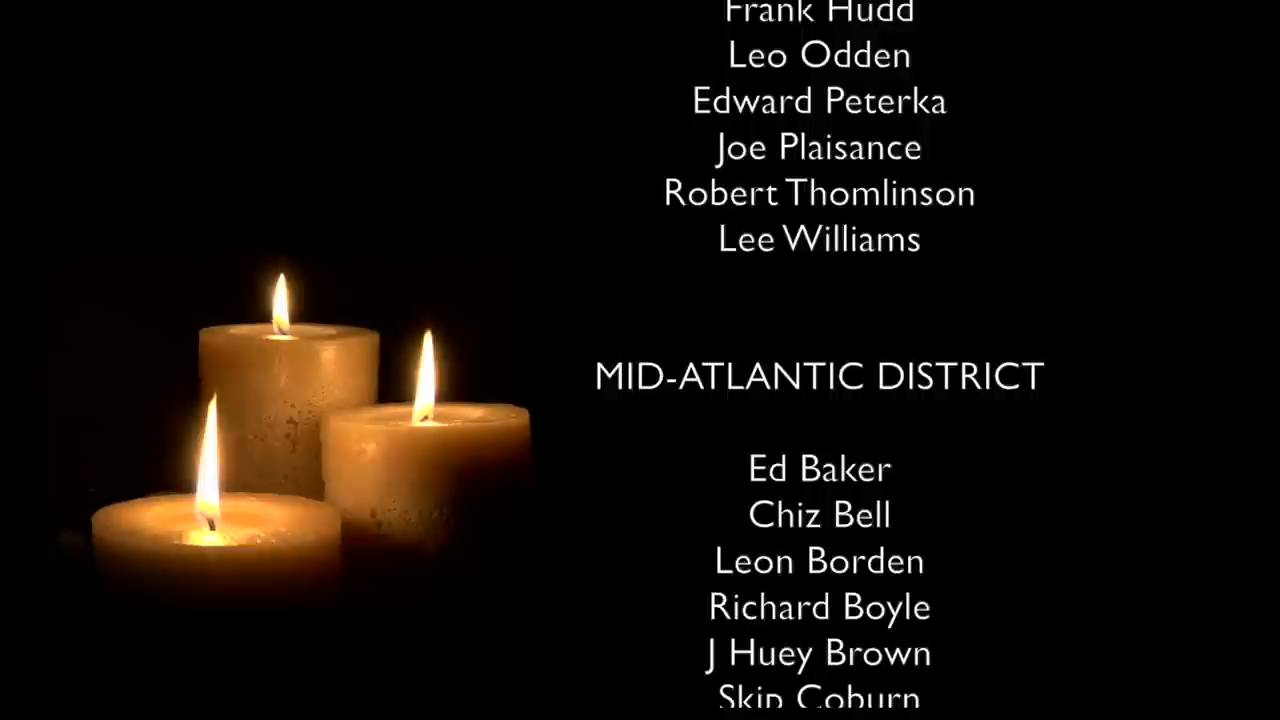 Frank Hudd
Leo Odden
Edward Peterka
Joe Plaisance
Robert Thomlinson
Lee Williams
MID-ATLANTIC DISTRICT
Ed Baker
Chiz Bell
Leon Borden
Richard Boyle
J Huey Brown
Skip Coburn